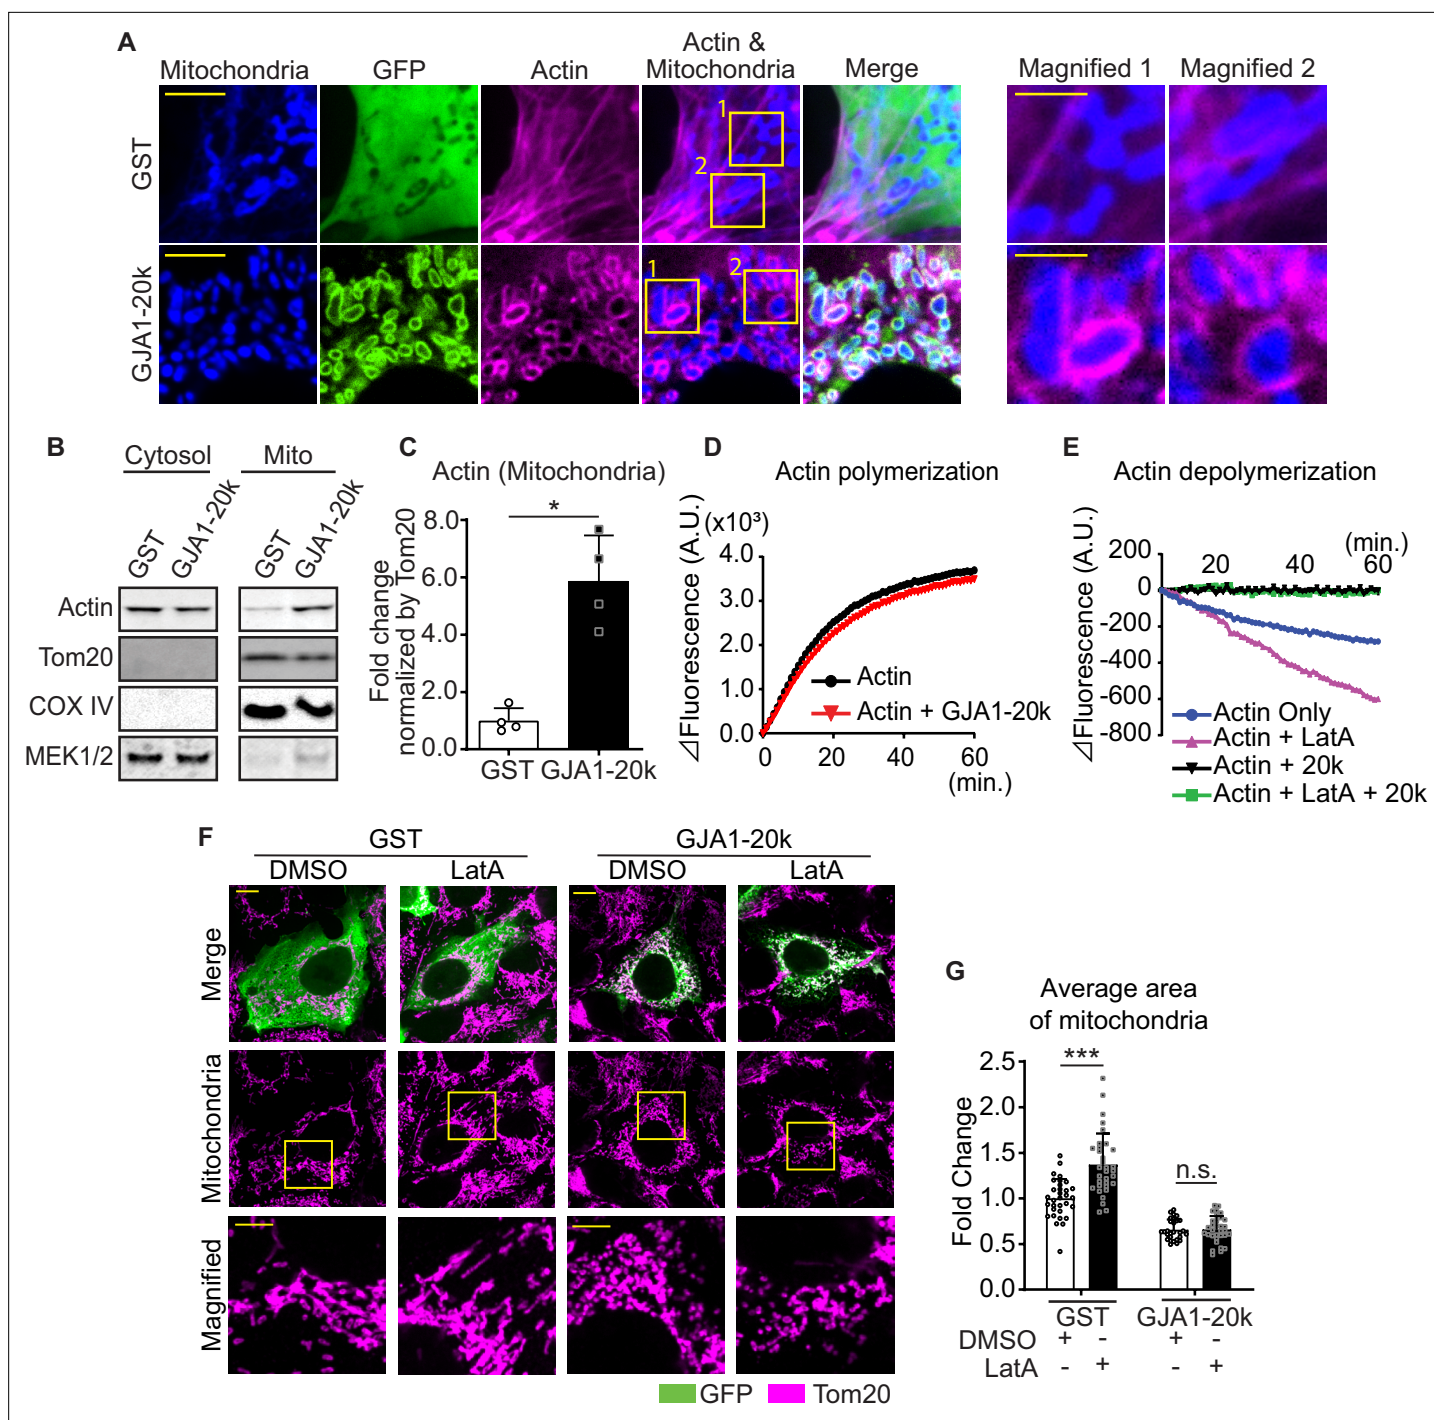 A
Mitochondria
GFP
Actin
Actin &
Mitochondria
Merge
Magnified 1
Magnified 2
GST
1
2
GJA1-20k
1
2
B
Cytosol
Mito
GST
GJA1-20k
GST
GJA1-20k
Actin
Tom20
COX IV
MEK1/2
C
Actin (Mitochondria)
Fold change
normalized by Tom20
8.0
6.0
4.0
2.0
0.0
*
GST
GJA1-20k
D
Actin polymerization
⊿Fluorescence (A.U.)
(x10³)
4.0
3.0
2.0
1.0
0.0
Actin
Actin + GJA1-20k
0
20
40
60
(min.)
E
Actin depolymerization
⊿Fluorescence (A.U.)
200
0
-200
-400
-600
-800
20
40
60
(min.)
Actin Only
Actin + LatA
Actin + 20k
Actin + LatA + 20k
F
GST
GJA1-20k
DMSO
LatA
DMSO
LatA
Merge
Mitochondria
Magnified
GFP
Tom20
G
Average area
of mitochondria
Fold Change
2.5
2.0
1.5
1.0
0.5
0.0
***
n.s.
GST
GJA1-20k
DMSO + - + -
LatA - + - +